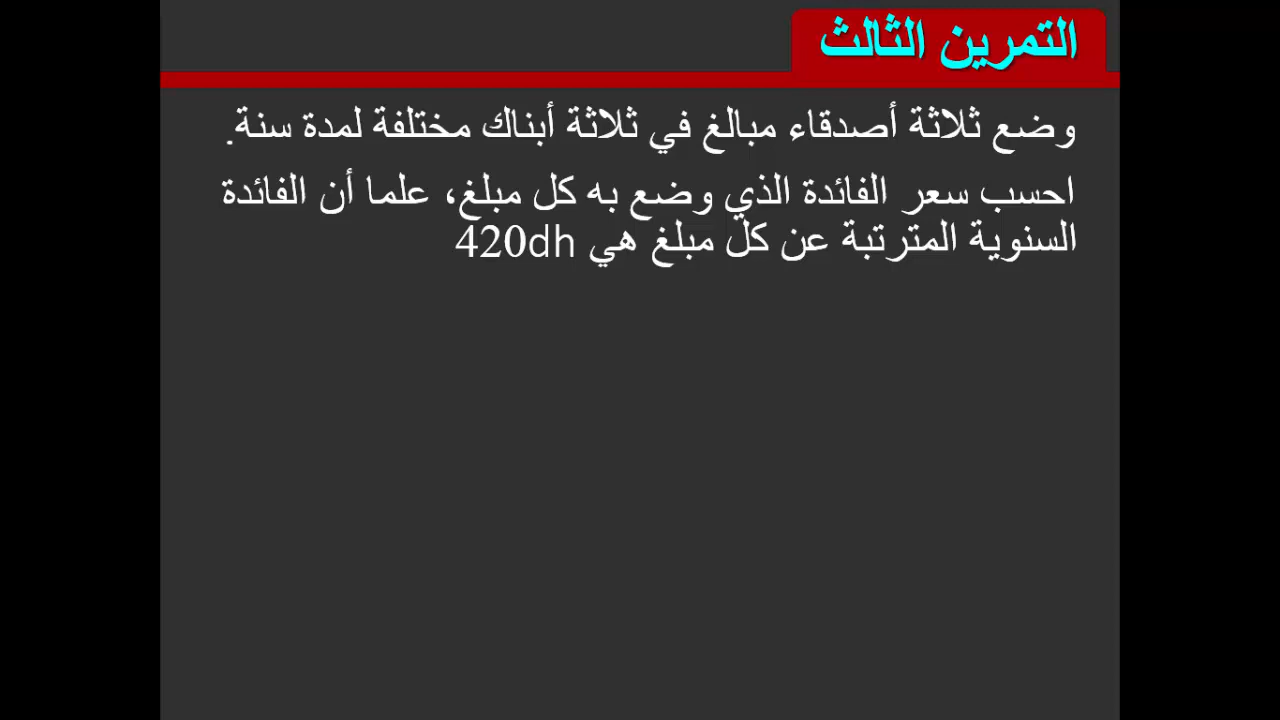 التمرين الثالث
وضع ثلاثة أصدقاء مبالغ في ثلاثة أبناك مختلفة لمدة سنة.
احسب سعر الفائدة الذي وضع به كل مبلغ، علما أن الفائدة
السنوية المترتبة عن كل مبلغ هي 420dh